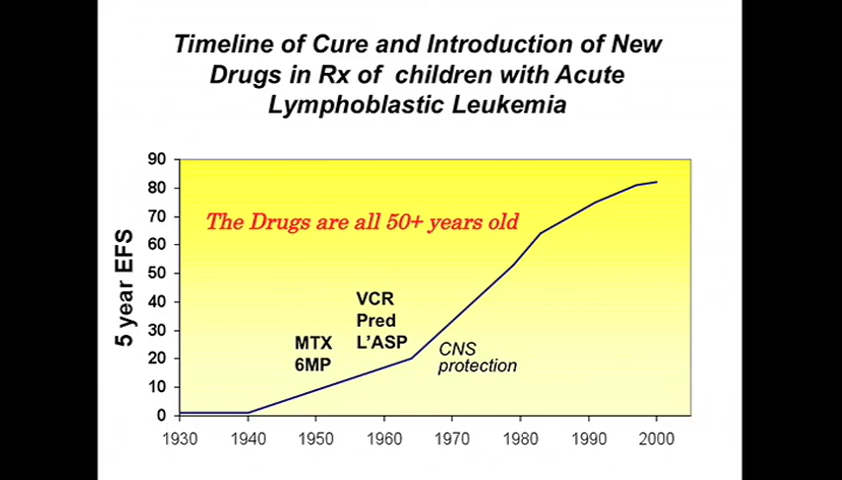 Timeline of Cure and Introduction of New
Drugs in Rx of children with Acute
Lymphoblastic Leukemia
90
80
70
60
50
40
30
20
10
0
5 year EFS
The Drugs are all 50+ years old
VCR
Pred
L'ASP
MTX
6MP
CNS
protection
1930 1940 1950 1960 1970 1980 1990 2000